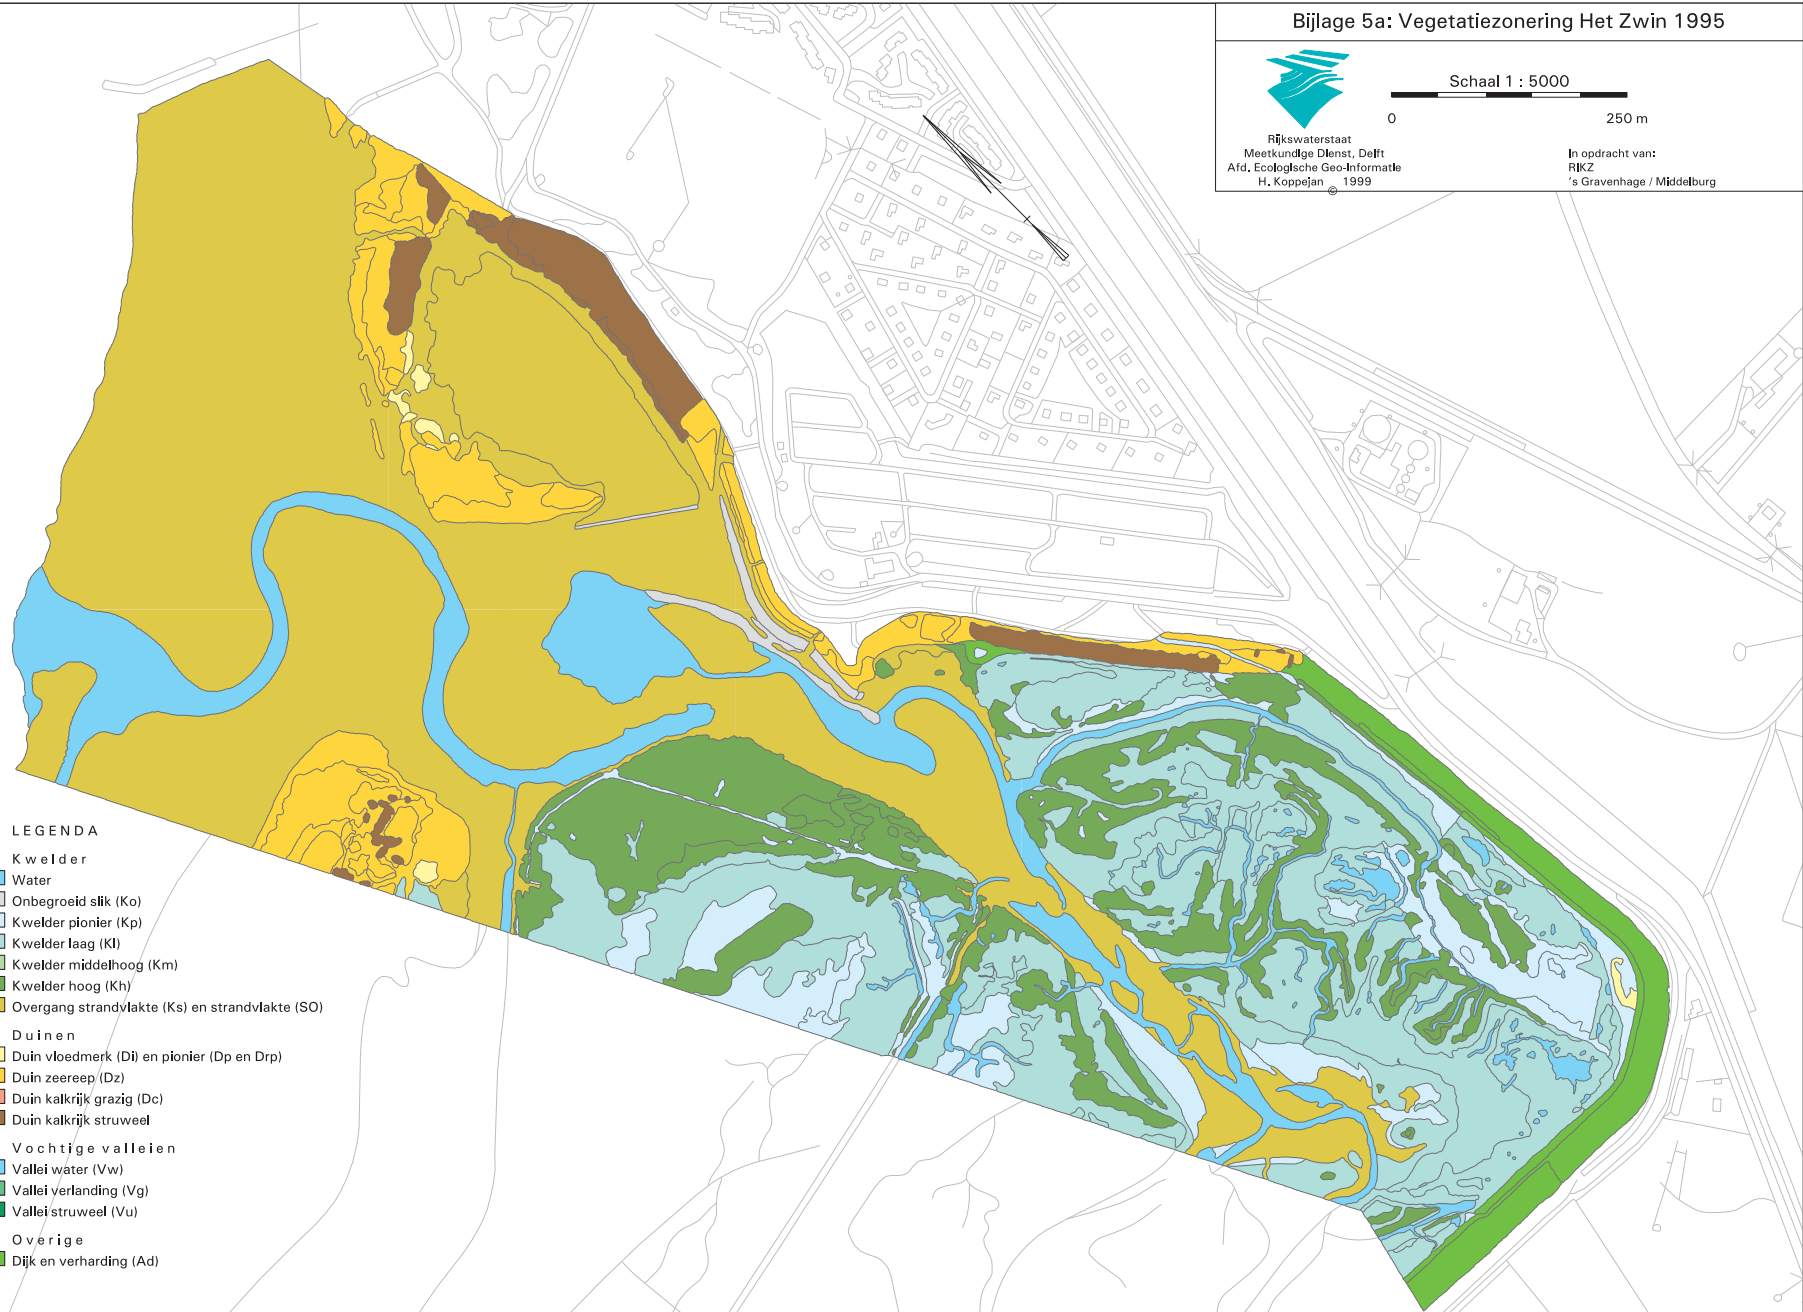 Bijlage 5a: Vegetatiezonering Het Zwin 1995
Schaal 1 : 5000
0 250 m
Rijkswaterstaat
Meetkundige Dienst, Delft
Afd. Ecologische Geo-Informatie
H. Koppejan 1999
©
In opdracht van:
RIKZ
's Gravenhage / Middelburg
LEGENDA
Kwelder
Water
Onbegroeid slik (Ko)
Kwelder pionier (Kp)
Kwelder laag (Kl)
Kwelder middelhoog (Km)
Kwelder hoog (Kh)
Overgang strandvlakte (Ks) en strandvlakte (SO)
Duinen
Duin vloedmerk (Di) en pionier (Dp en Drp)
Duin zeereep (Dz)
Duin kalkrijk grazig (Dc)
Duin kalkrijk struweel
Vochtige valleien
Vallei water (Vw)
Vallei verlanding (Vg)
Vallei struweel (Vu)
Overige
Dijk en verharding (Ad)